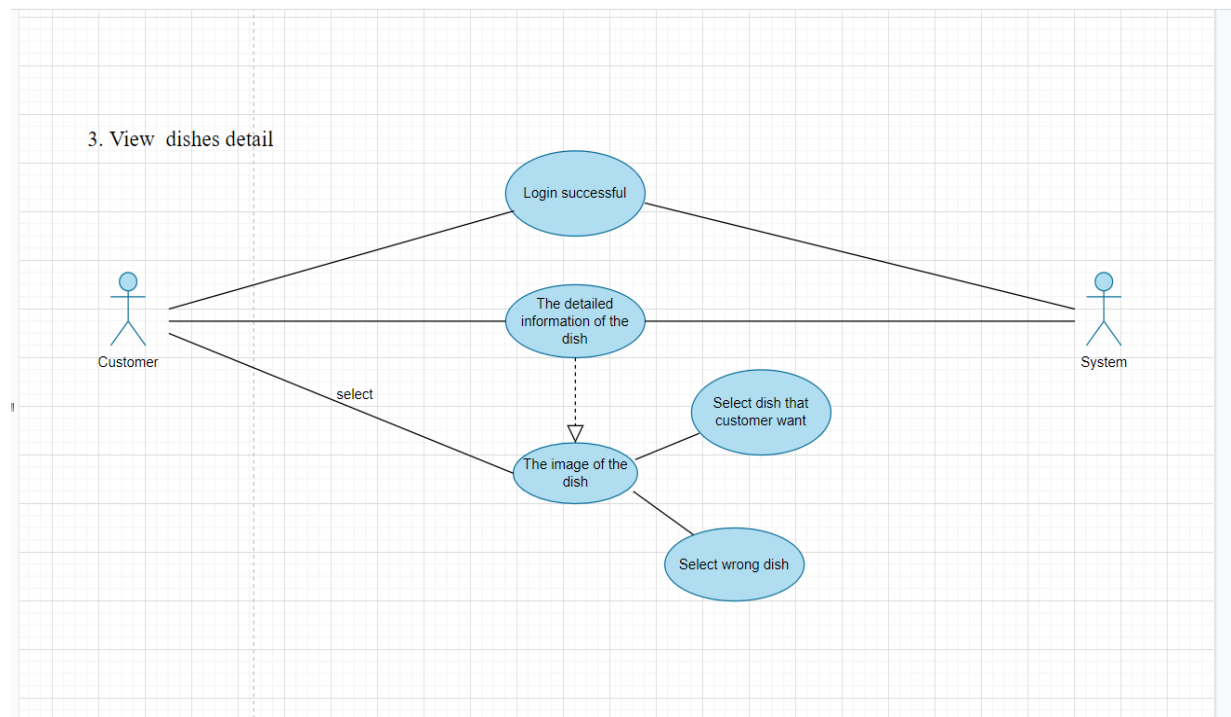 3. View  dishes detail
Login successful
The detailed
information of the
dish
Customer
System
select
Select dish that
customer want
The image of the
dish
Select wrong dish